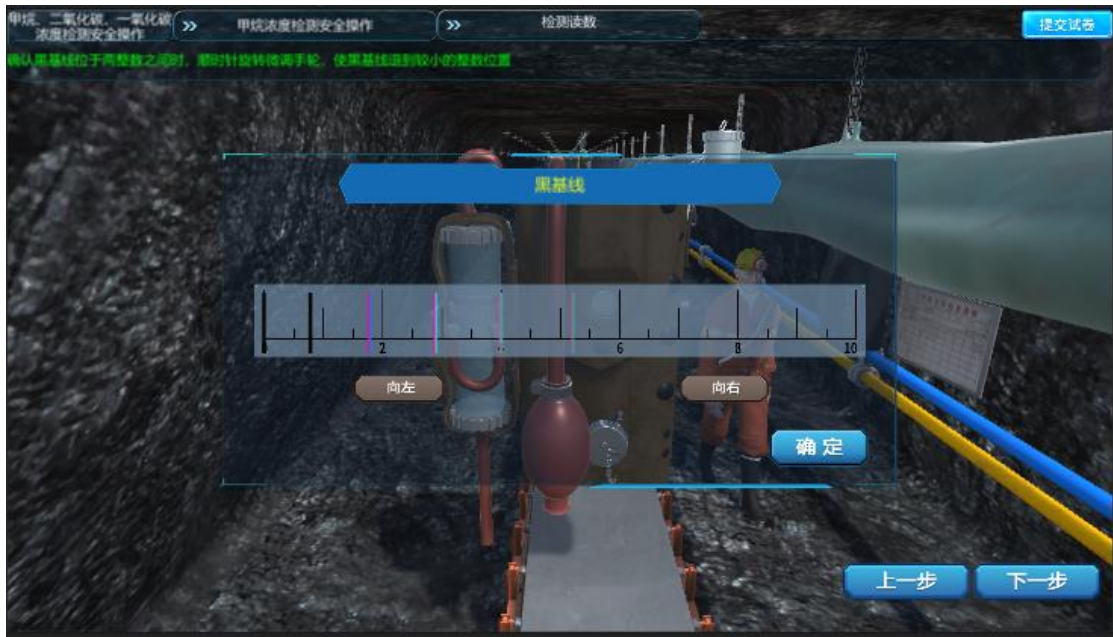 甲烷、二氧化碳、一氧化碳
浓度检测安全操作
甲烷浓度检测安全操作
检测读数
提交试卷
确认黑基线位于两整数之间时，顺时针旋转微调手轮，使黑基线退到较小的整数位置
黑基线
2
6
8
10
向左
向右
确定
上一步
下一步